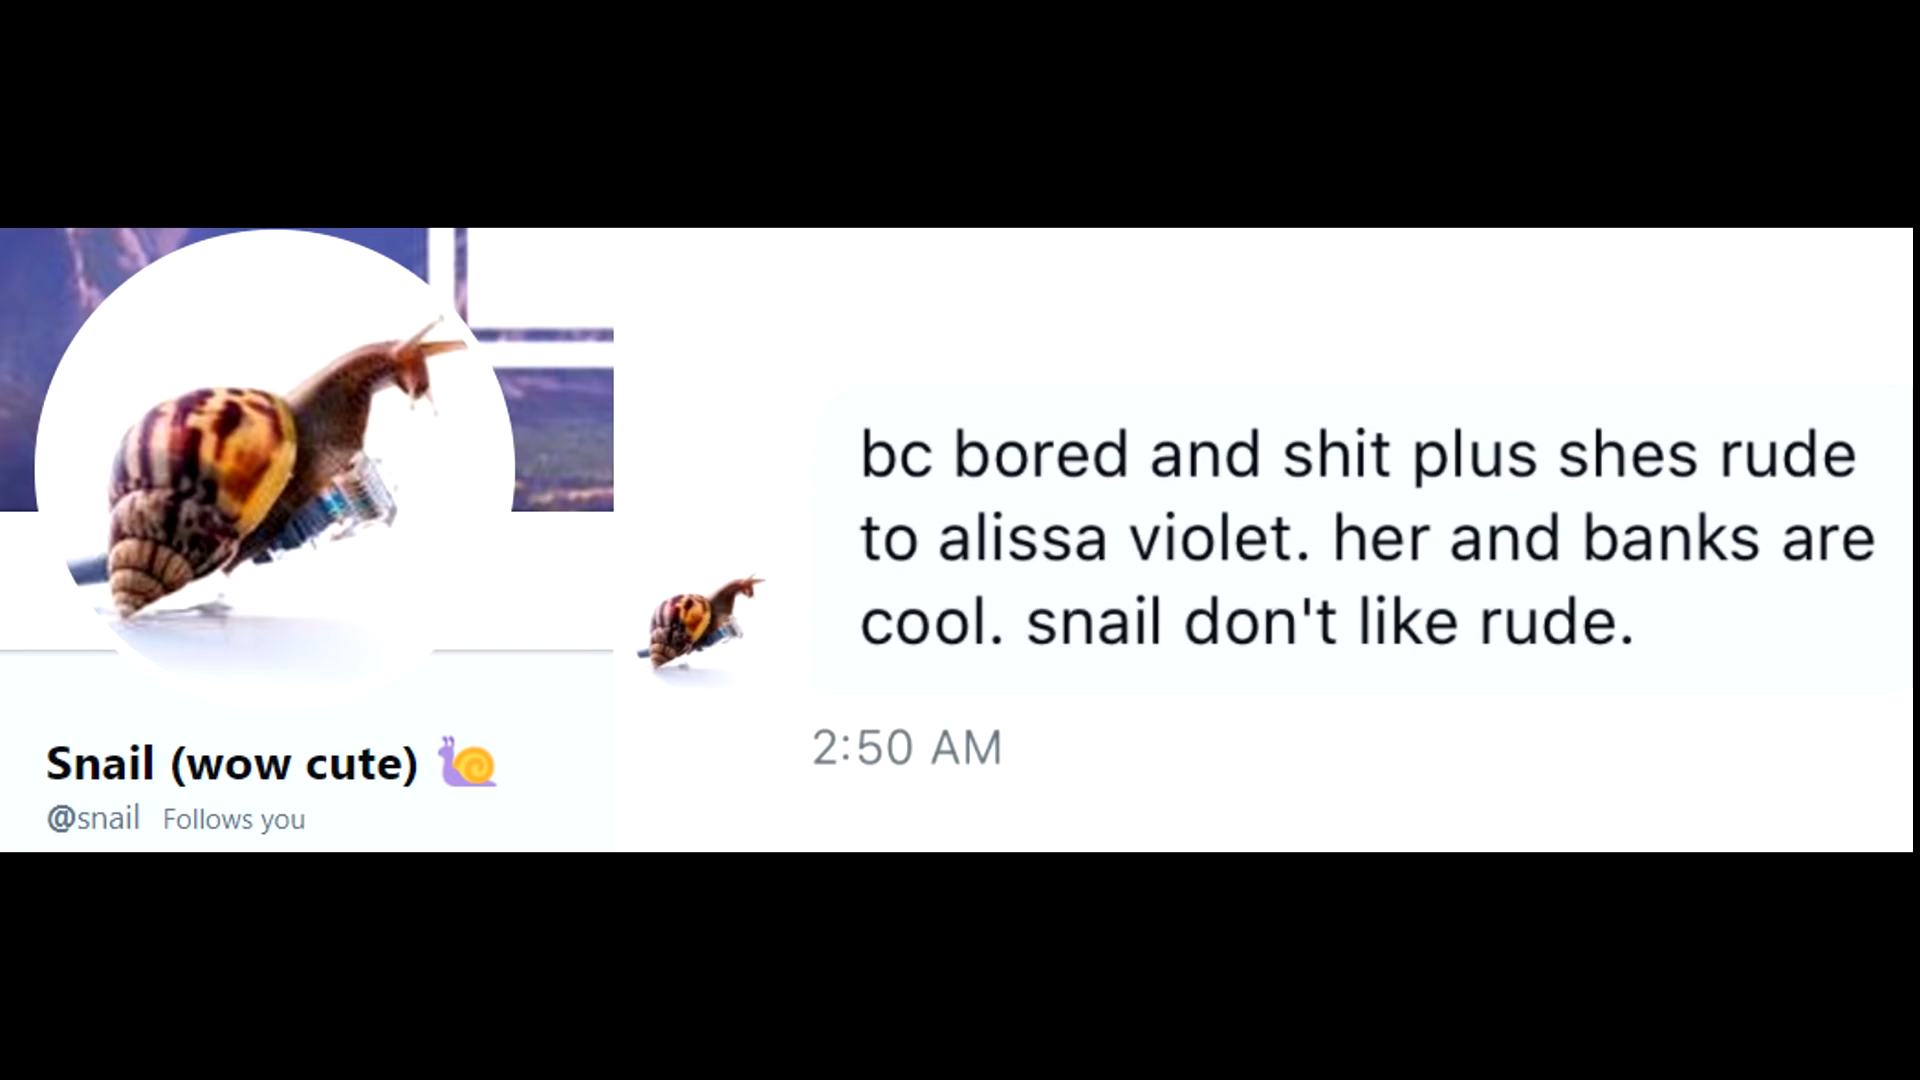 Snail (wow cute) 🐌
@snail Follows you
bc bored and shit plus shes rude
to alissa violet. her and banks are
cool. snail don't like rude.
2:50 AM